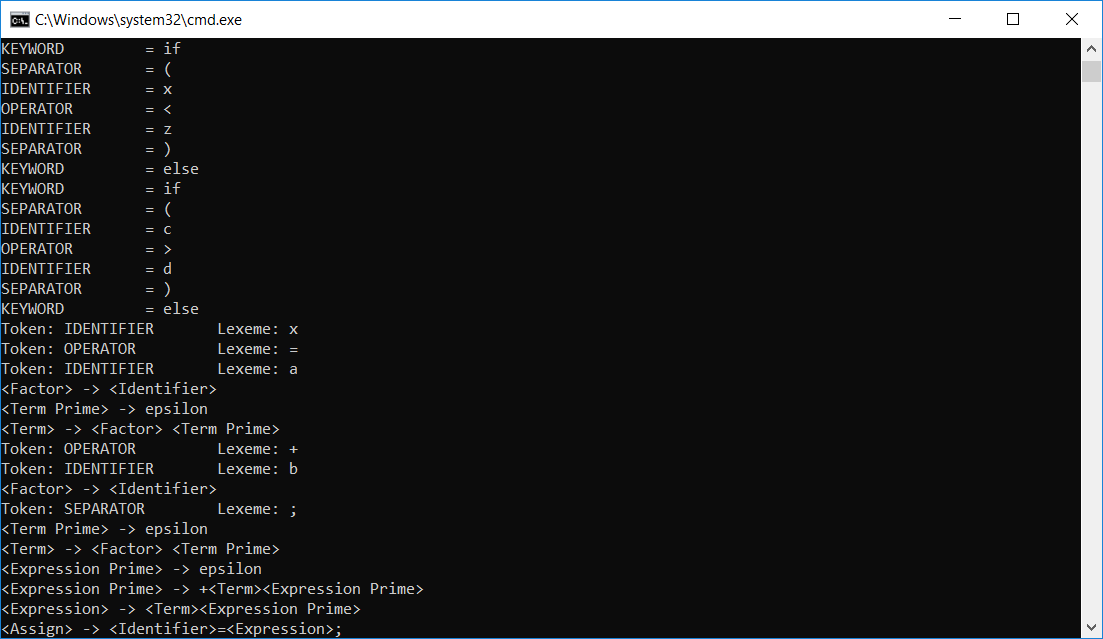 C:\Windows\system32\cmd.exe
KEYWORD         = if
SEPARATOR       = (
IDENTIFIER      = x
OPERATOR        = <
IDENTIFIER      = z
SEPARATOR       = )
KEYWORD         = else
KEYWORD         = if
SEPARATOR       = (
IDENTIFIER      = c
OPERATOR        = >
IDENTIFIER      = d
SEPARATOR       = )
KEYWORD         = else
Token: IDENTIFIER       Lexeme: x
Token: OPERATOR         Lexeme: =
Token: IDENTIFIER       Lexeme: a
<Factor> -> <Identifier>
<Term Prime> -> epsilon
<Term> -> <Factor> <Term Prime>
Token: OPERATOR         Lexeme: +
Token: IDENTIFIER       Lexeme: b
<Factor> -> <Identifier>
Token: SEPARATOR        Lexeme: ;
<Term Prime> -> epsilon
<Term> -> <Factor> <Term Prime>
<Expression Prime> -> epsilon
<Expression Prime> -> +<Term><Expression Prime>
<Expression> -> <Term><Expression Prime>
<Assign> -> <Identifier>=<Expression>;